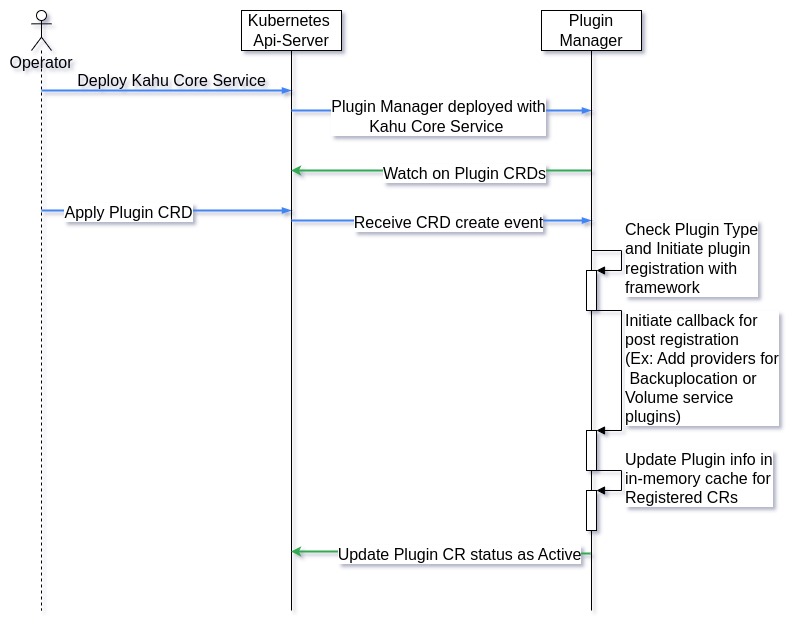 Operator
Kubernetes
Api-Server
Plugin
Manager
Deploy Kahu Core Service
Plugin Manager deployed with
Kahu Core Service
Watch on Plugin CRDs
Apply Plugin CRD
Receive CRD create event
Check Plugin Type
and Initiate plugin
registration with
framework
Initiate callback for
post registration
(Ex: Add providers for
Backuplocation or
Volume service
plugins)
Update Plugin info in
in-memory cache for
Registered CRs
Update Plugin CR status as Active